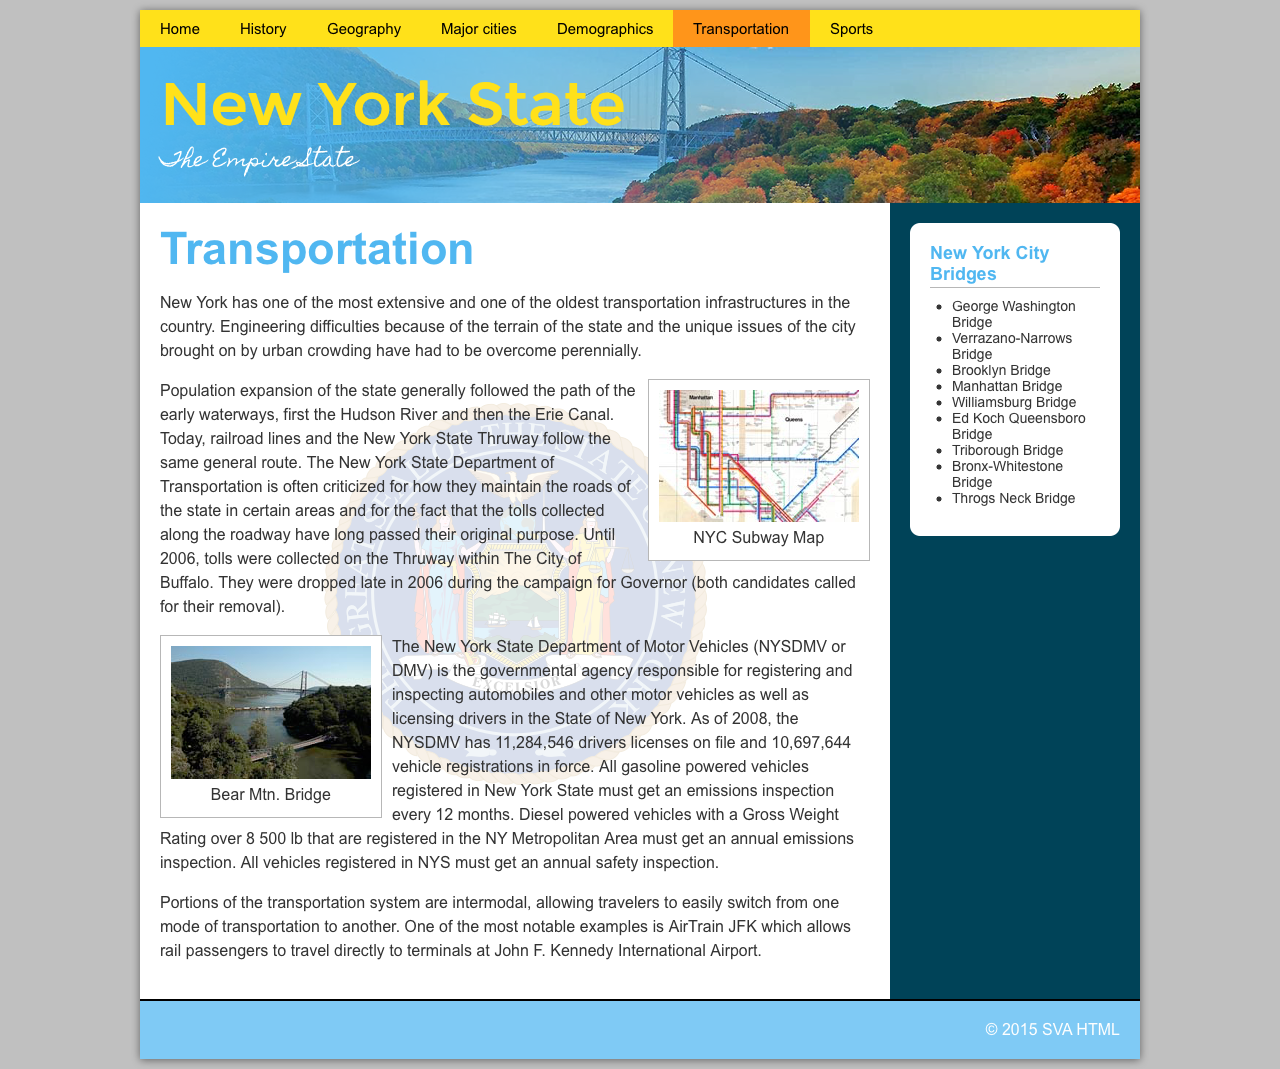 Home History Geography Major cities Demographics Transportation Sports
New York State
The Empire State
Transportation
New York has one of the most extensive and one of the oldest transportation infrastructures in the
country. Engineering difficulties because of the terrain of the state and the unique issues of the city
brought on by urban crowding have had to be overcome perennially.
Population expansion of the state generally followed the path of the
early waterways, first the Hudson River and then the Erie Canal.
Today, railroad lines and the New York State Thruway follow the
same general route. The New York State Department of
Transportation is often criticized for how they maintain the roads of
the state in certain areas and for the fact that the tolls collected
along the roadway have long passed their original purpose. Until
2006, tolls were collected on the Thruway within The City of
Buffalo. They were dropped late in 2006 during the campaign for Governor (both candidates called
for their removal).
Manhattan
Queens
NYC Subway Map
EXCELSIOR
Bear Mtn. Bridge
The New York State Department of Motor Vehicles (NYSDMV or
DMV) is the governmental agency responsible for registering and
inspecting automobiles and other motor vehicles as well as
licensing drivers in the State of New York. As of 2008, the
NYSDMV has 11,284,546 drivers licenses on file and 10,697,644
vehicle registrations in force. All gasoline powered vehicles
registered in New York State must get an emissions inspection
every 12 months. Diesel powered vehicles with a Gross Weight
Rating over 8 500 lb that are registered in the NY Metropolitan Area must get an annual emissions
inspection. All vehicles registered in NYS must get an annual safety inspection.
Portions of the transportation system are intermodal, allowing travelers to easily switch from one
mode of transportation to another. One of the most notable examples is AirTrain JFK which allows
rail passengers to travel directly to terminals at John F. Kennedy International Airport.
New York City
Bridges
George Washington
Bridge
Verrazano-Narrows
Bridge
Brooklyn Bridge
Manhattan Bridge
Williamsburg Bridge
Ed Koch Queensboro
Bridge
Triborough Bridge
Bronx-Whitestone
Bridge
Throgs Neck Bridge
© 2015 SVA HTML